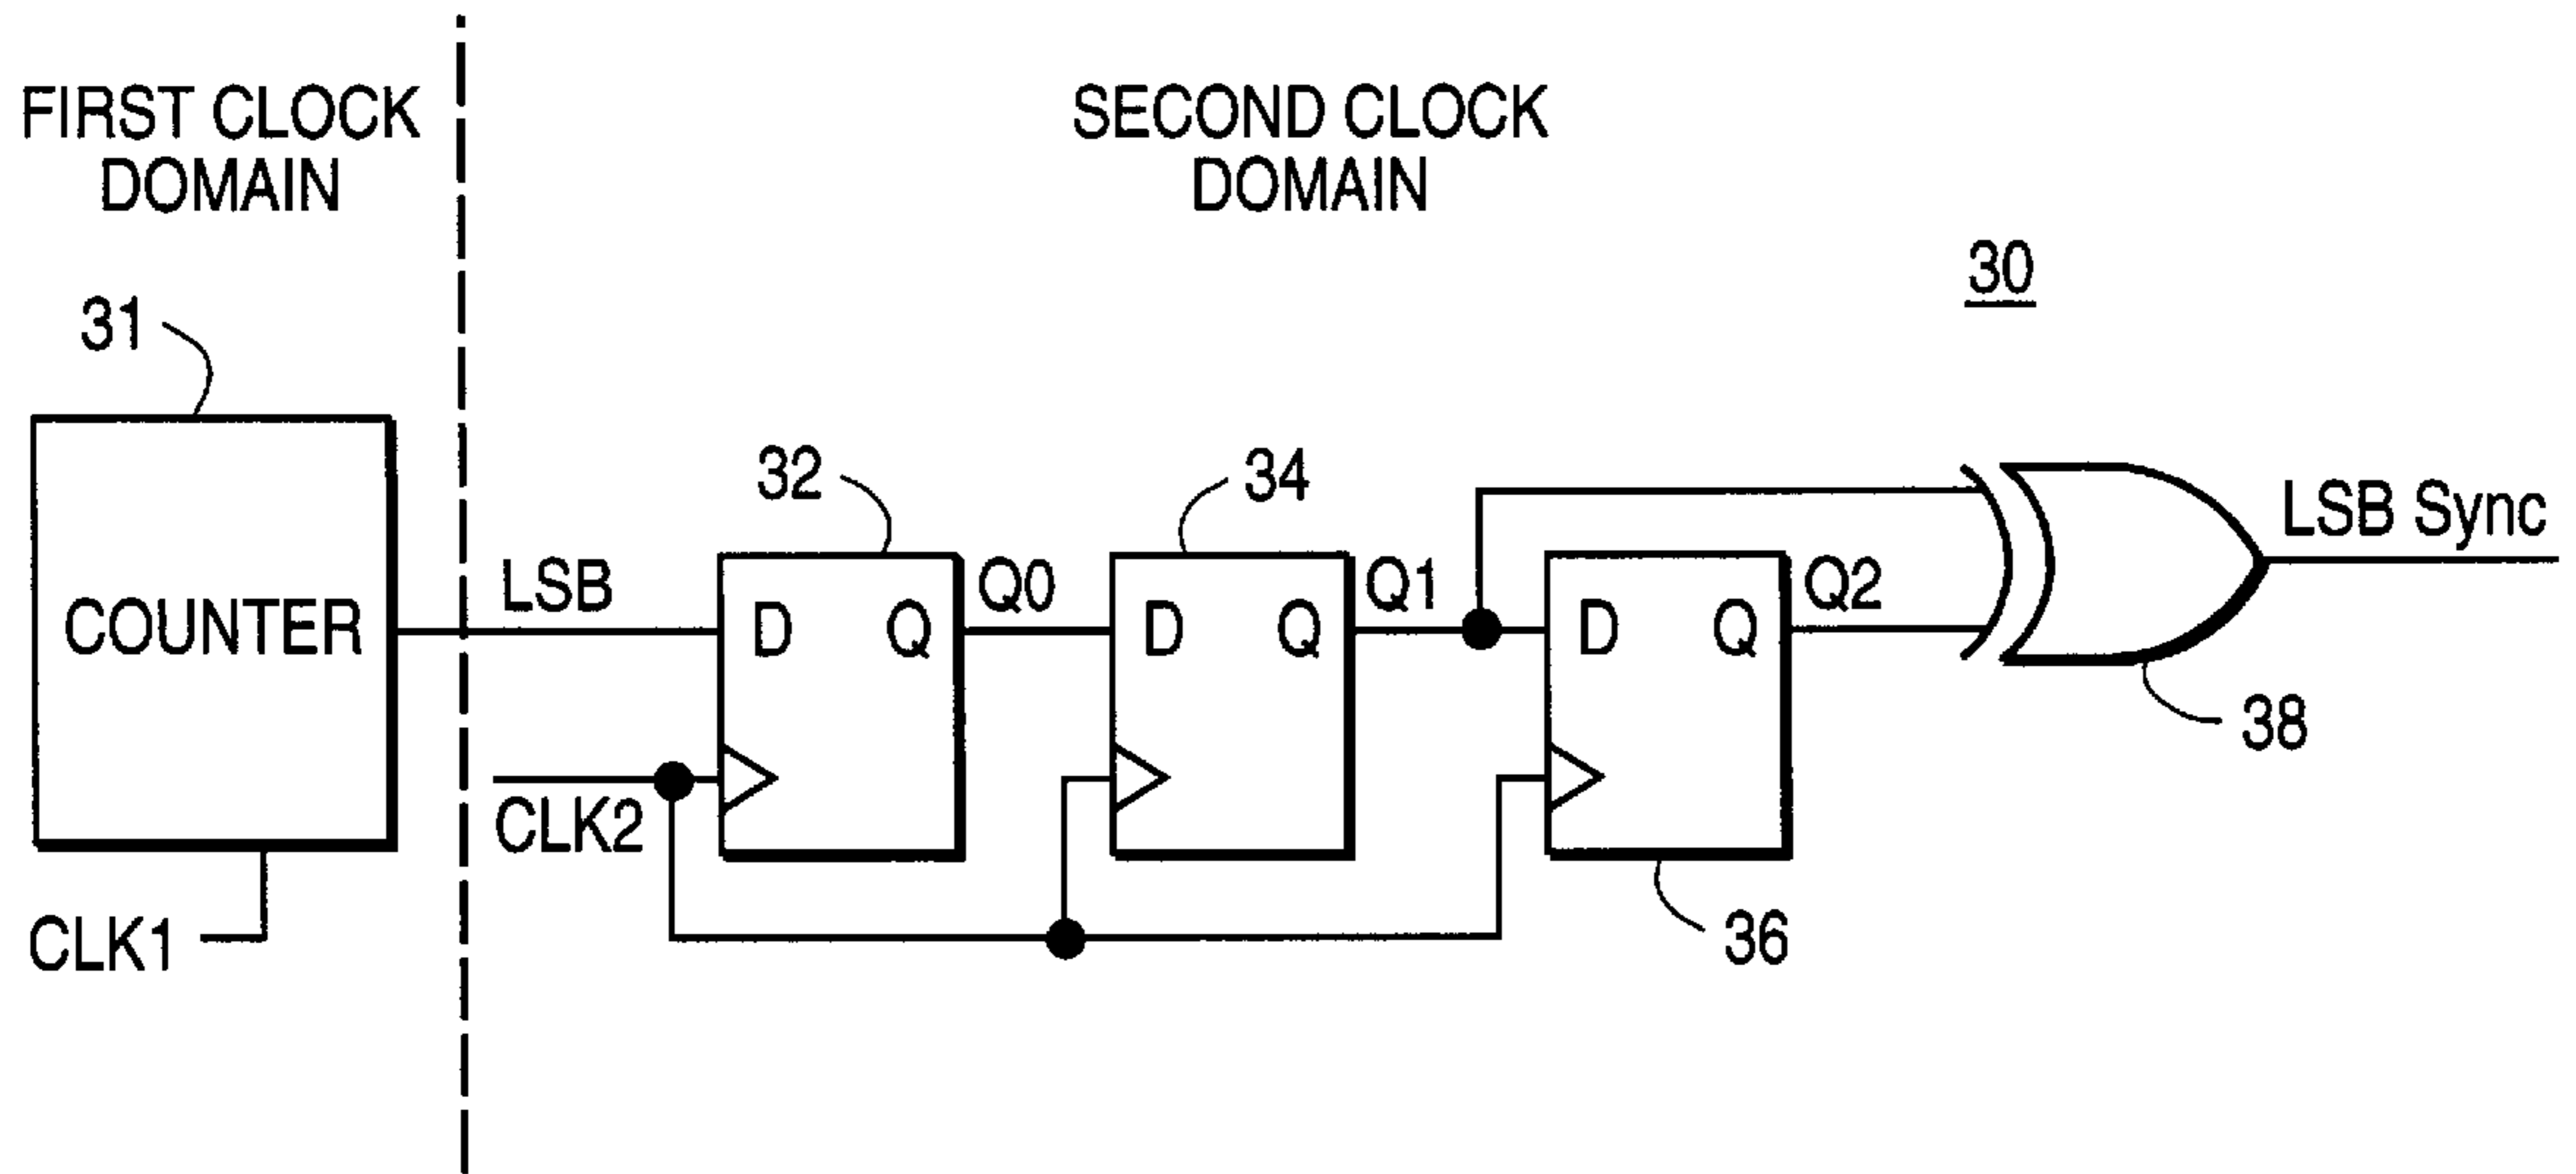 FIRST CLOCK
DOMAIN
SECOND CLOCK
DOMAIN
30
31
32
34
LSB Sync
LSB
Q0
Q1
Q2
COUNTER
D
Q
D
Q
D
Q
38
CLK2
CLK1
36